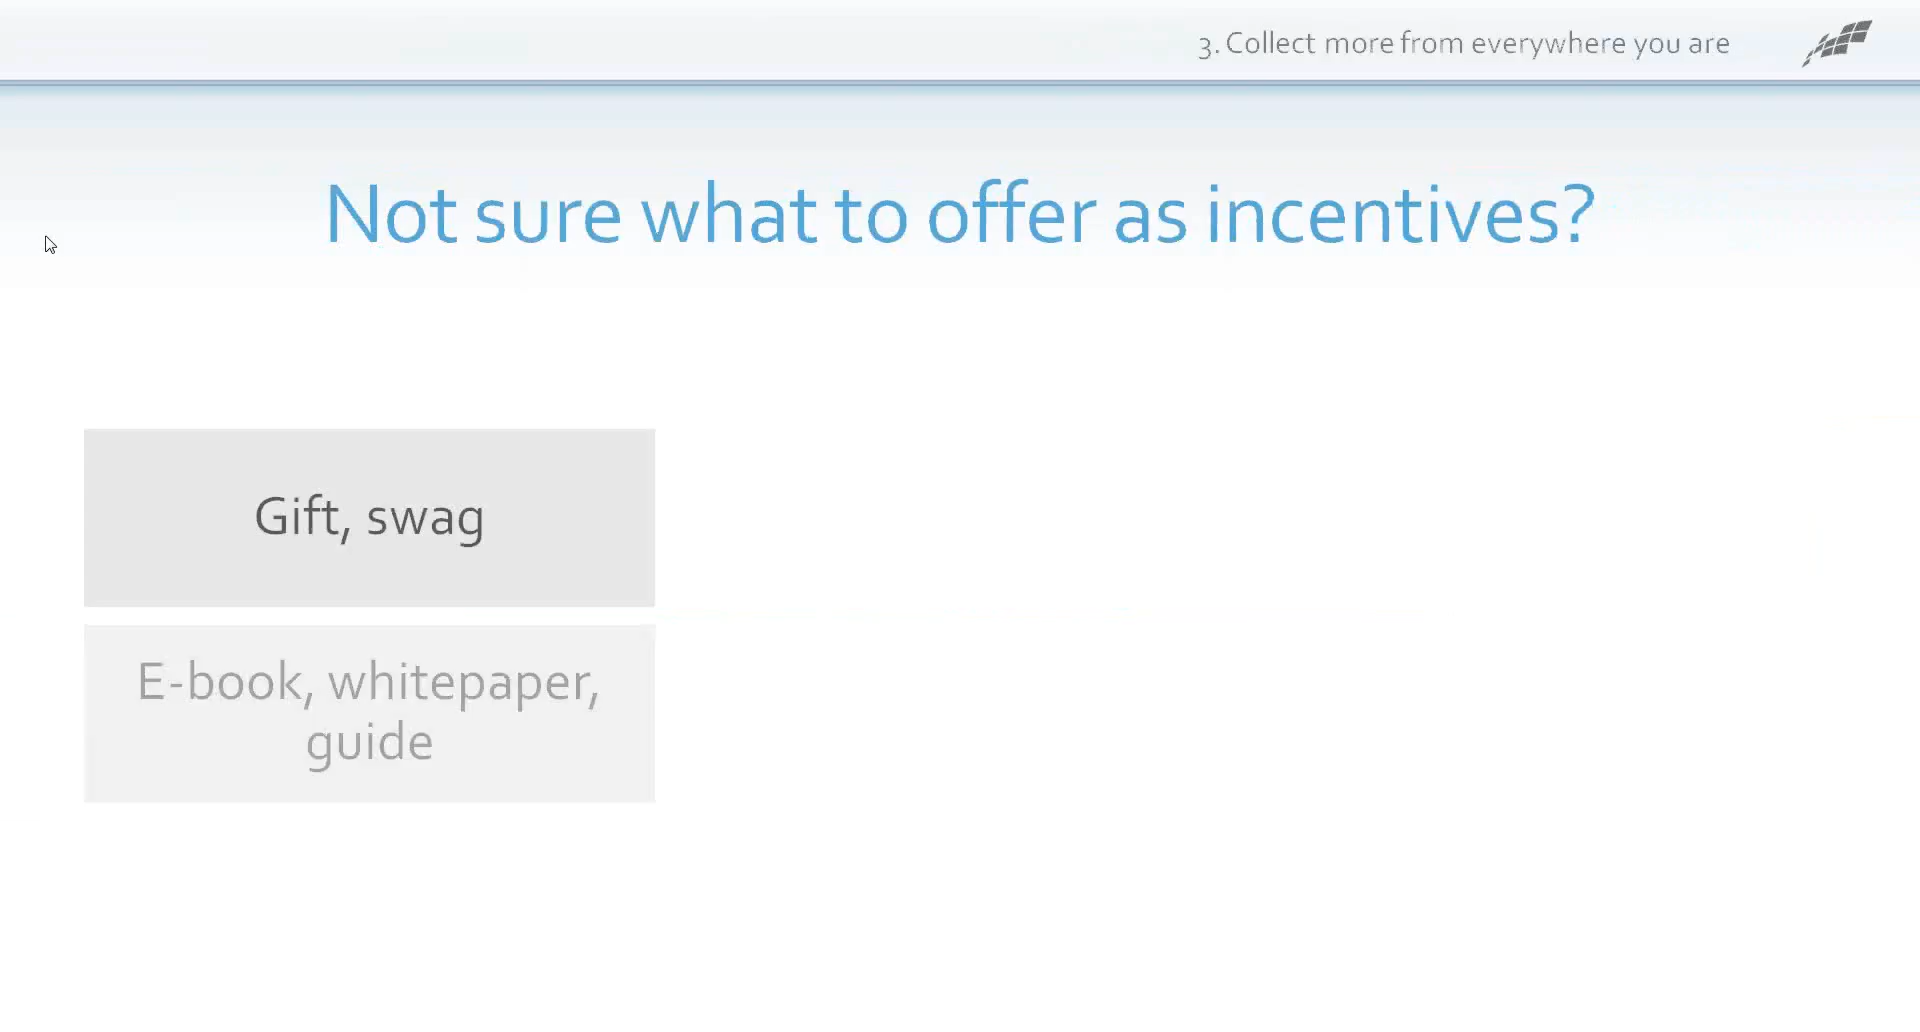 3. Collect more from everywhere you are
Not sure what to offer as incentives?
Gift, swag
E-book, whitepaper,
guide